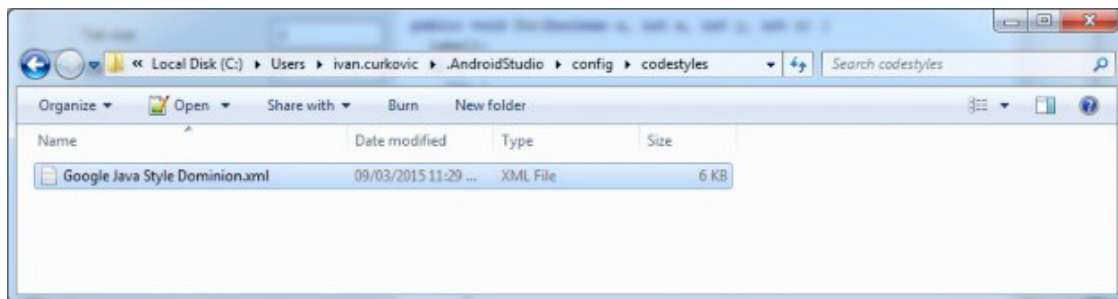 « Local Disk (C:) ▸ Users ▸ ivan.curkovic ▸ .AndroidStudio ▸ config ▸ codestyles
Search codestyles
Organize Open Share with Burn New folder
Name Date modified Type Size
Google Java Style Dominion.xml 09/03/2015 11:29 ... XML File 6 KB